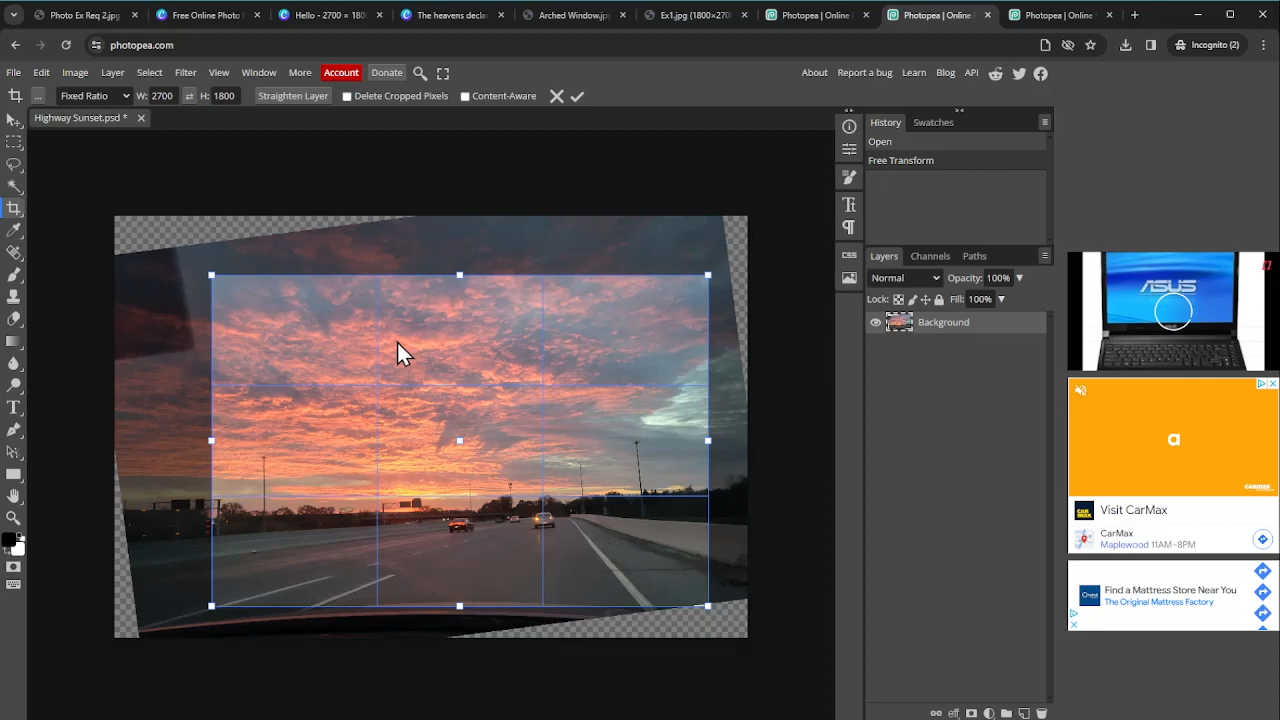 Photo Ex Req 2.jpg
Free Online Photo
Hello - 2700 × 180
The heavens decla
Arched Window.jp
Ex1.jpg (1800×270
Photopea | Online
Photopea | Online
Photopea | Online
photopea.com
Incognito (2)
File Edit Image Layer Select Filter View Window More Account Donate
About Report a bug Learn Blog API
... Fixed Ratio W: 2700 H: 1800 Straighten Layer Delete Cropped Pixels Content-Aware
Highway Sunset.psd *
History Swatches
Open
Free Transform
CSS
Layers Channels Paths
Normal Opacity: 100%
Lock: Fill: 100%
Background
eff
ASUS
a
CARMAX
Visit CarMax
CarMax
Maplewood 11AM–8PM
Find a Mattress Store Near You
The Original Mattress Factory